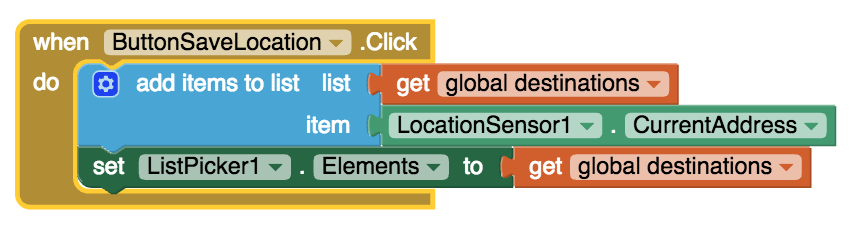 when ButtonSaveLocation .Click
do add items to list list get global destinations
item LocationSensor1 . CurrentAddress
set ListPicker1 . Elements to get global destinations